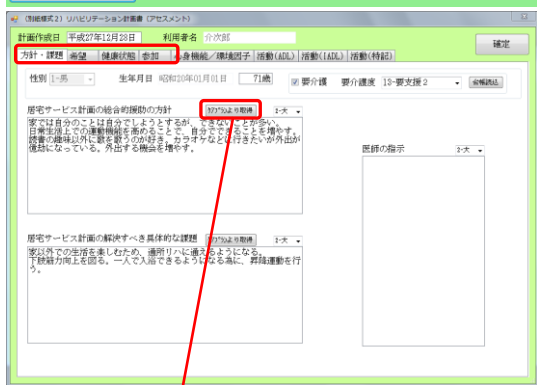 (別紙様式2) リハビリテーション計画書 (アセスメント)
計画作成日 平成27年12月28日 利用者名 介次郎
確定
方針・課題 希望 健康状態 参加 心身機能/環境因子 活動(ADL) 活動(IADL) 活動(特記)
性別 1-男 生年月日 昭和20年01月01日 71歳 要介護 要介護度 13-要支援2
居宅サービス計画の総合的援助の方針 ケアプランより取得 2-大
家では自分のことは自分でしようとするが、できないことが多い。
日常生活上での運動機能を高めることで、自分でできることを増やす。
読書の趣味以外に歌を歌うのが好き。カラオケなどに行きたいが外出が
億劫になっている。外出する機会を増やす。
医師の指示 2-大
居宅サービス計画の解決すべき具体的な課題 ケアプランより取得 2-大
家以外での生活を楽しむため、通所リハに通えるようになる。
下肢筋力向上を図る。一人で入浴できるようになる為に、昇降運動を行
う。